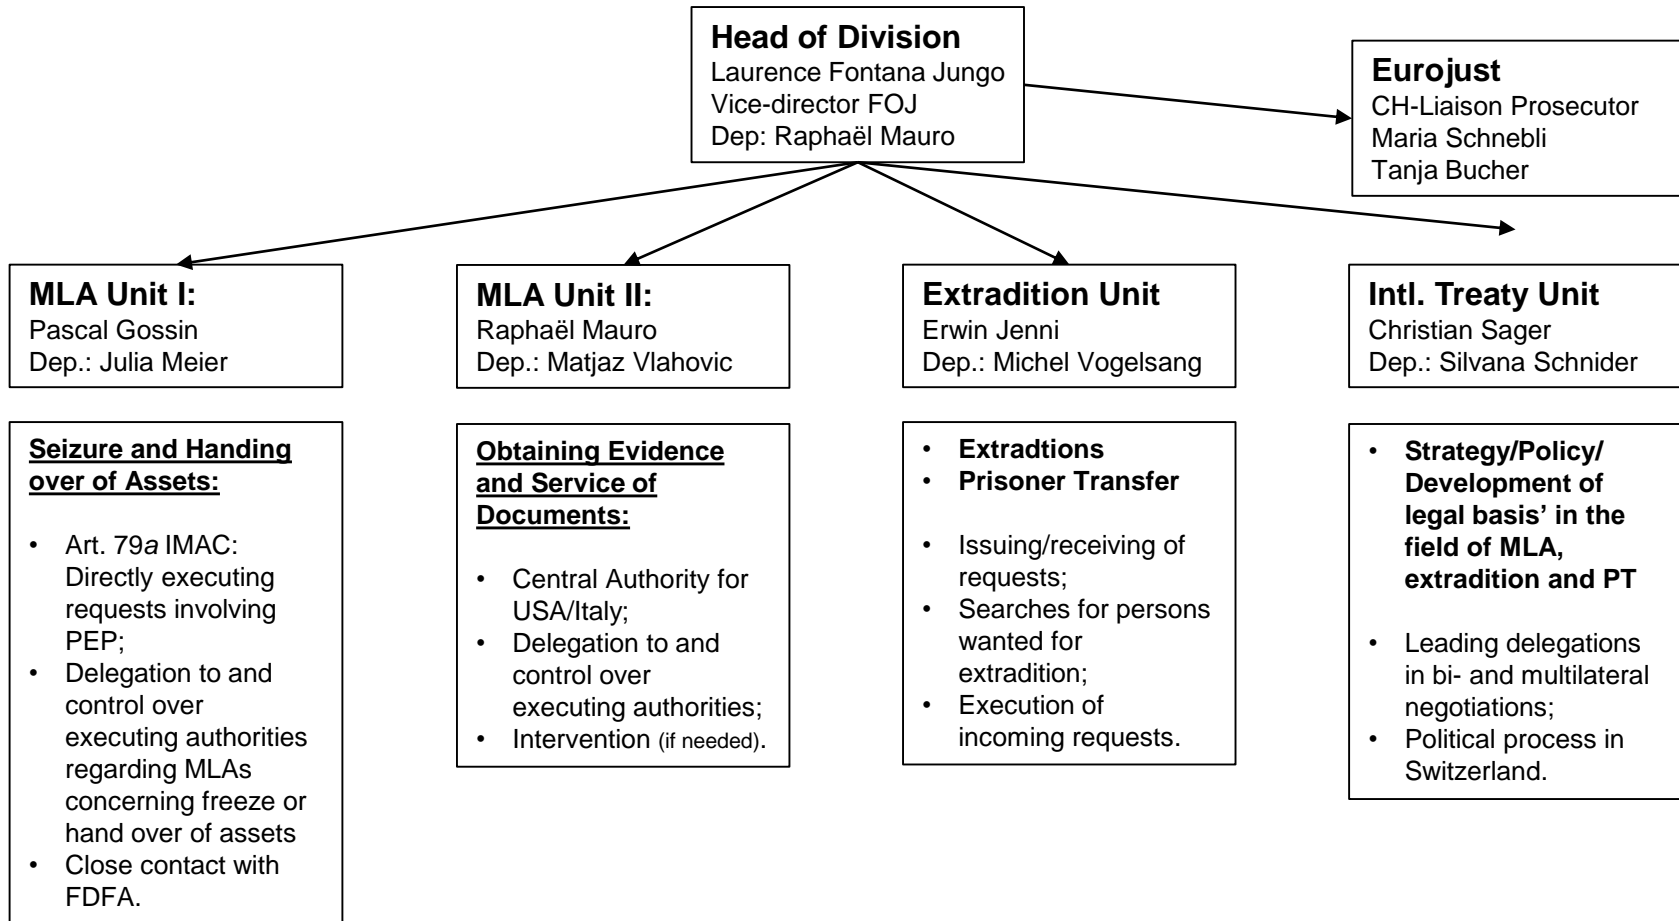 Head of Division
Laurence Fontana Jungo
Vice-director FOJ
Dep: Raphaël Mauro
Eurojust
CH-Liaison Prosecutor
Maria Schnebli
Tanja Bucher
MLA Unit I:
Pascal Gossin
Dep.: Julia Meier
MLA Unit II:
Raphaël Mauro
Dep.: Matjaz Vlahovic
Extradition Unit
Erwin Jenni
Dep.: Michel Vogelsang
Intl. Treaty Unit
Christian Sager
Dep.: Silvana Schnider
Seizure and Handing
over of Assets:
• Art. 79a IMAC:
Directly executing
requests involving
PEP;
• Delegation to and
control over
executing authorities
regarding MLAs
concerning freeze or
hand over of assets
• Close contact with
FDFA.
Obtaining Evidence
and Service of
Documents:
• Central Authority for
USA/Italy;
• Delegation to and
control over
executing authorities;
• Intervention (if needed).
• Extradtions
• Prisoner Transfer
• Issuing/receiving of
requests;
• Searches for persons
wanted for
extradition;
• Execution of
incoming requests.
• Strategy/Policy/
Development of
legal basis’ in the
field of MLA,
extradition and PT
• Leading delegations
in bi- and multilateral
negotiations;
• Political process in
Switzerland.